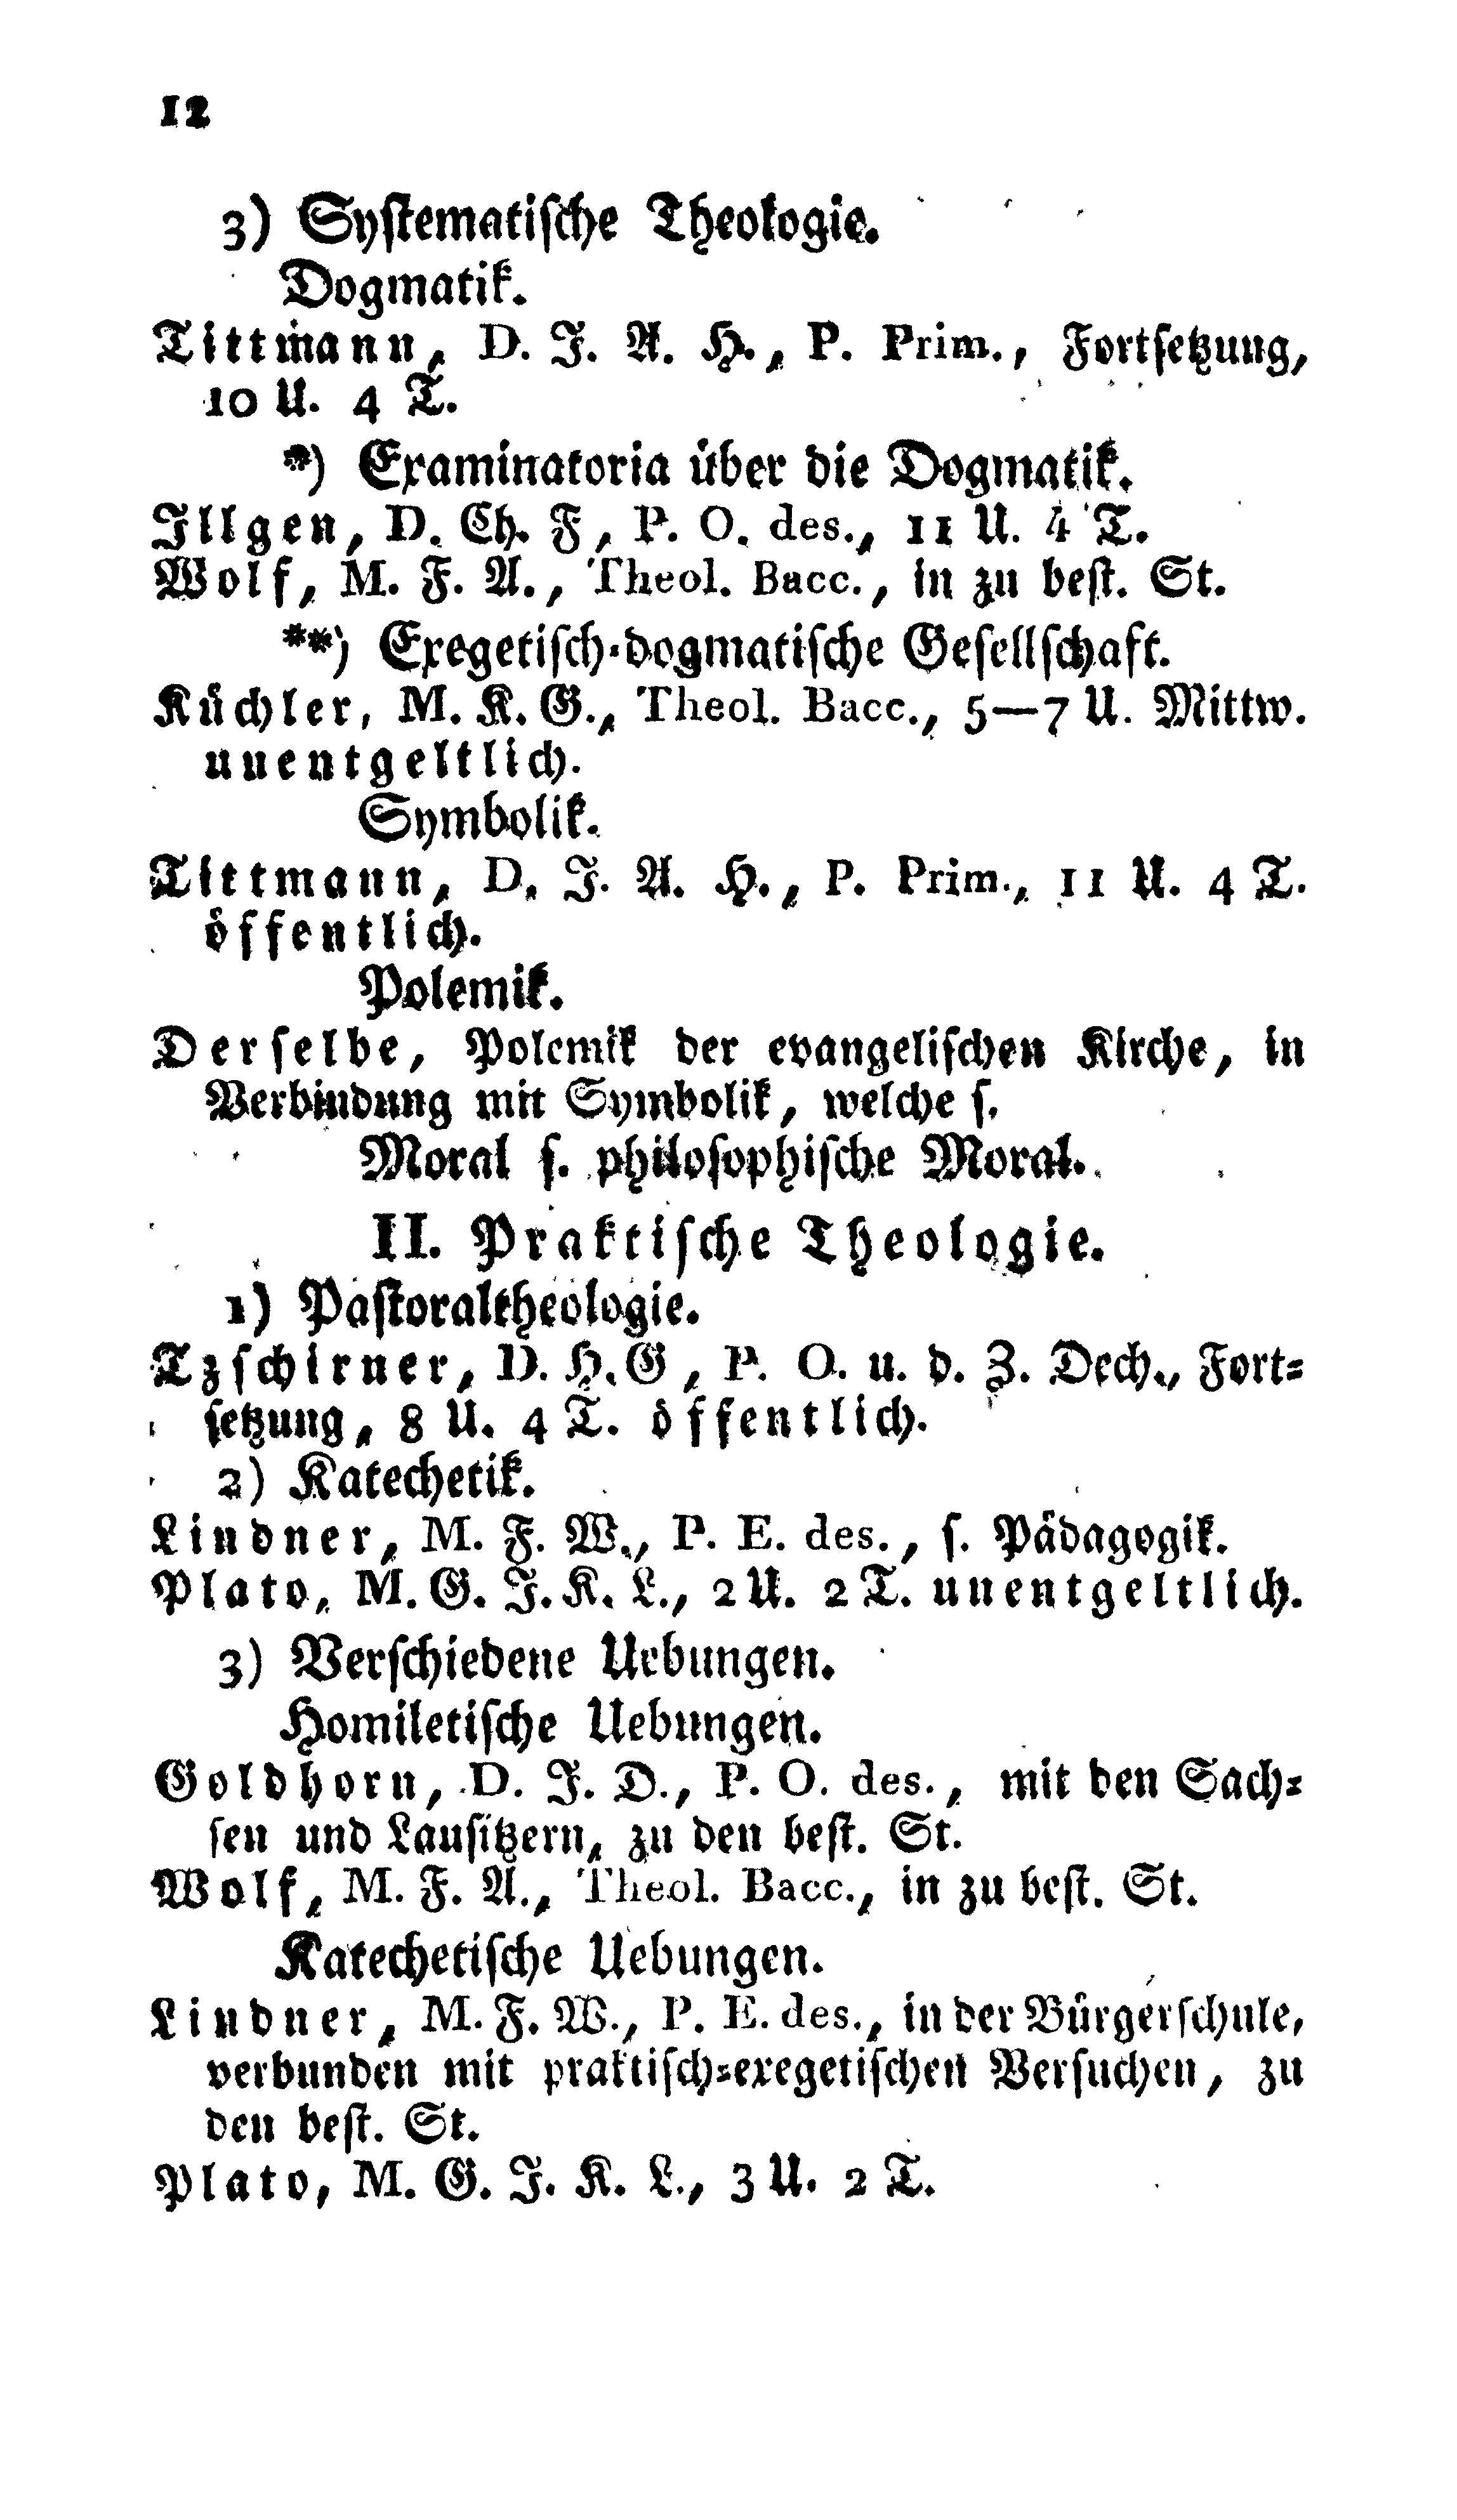 12
3) Systematische Theologie.
Dogmatik.
Tittmann, D. J. A. H., P. Prim., Fortsetzung,
10 U. 4 T.
*) Examinatoria über die Dogmatik.
Illgen, D. Ch. F, P. O. des., 11 U. 4 T.
Wolf, M. F. A., Theol. Bacc., in zu best. St.
**) Exegetisch-dogmatische Gesellschaft.
Küchler, M. K. G., Theol. Bacc., 5—7 U. Mittw.
unentgeltlich.
Symbolik.
Tittmann, D. J. A. H., P. Prim., 11 U. 4 T.
öffentlich.
Polemik.
Derselbe, Polemik der evangelischen Kirche, in
Verbindung mit Symbolik, welche s.
Moral s. philosophische Moral.
II. Praktische Theologie.
1) Pastoraltheologie.
Tzschirner, D. H. G, P. O. u. d. Z. Dech., Fort-
setzung, 8 U. 4 T. öffentlich.
2) Katechetik.
Lindner, M. F. W., P. E. des., s. Pädagogik.
Plato, M. G. J. K. L., 2 U. 2 T. unentgeltlich.
3) Verschiedene Uebungen.
Homiletische Uebungen.
Goldhorn, D. J. D., P. O. des., mit den Sach-
sen und Lausitzern, zu den best. St.
Wolf, M. F. A., Theol. Bacc., in zu best. St.
Katechetische Uebungen.
Lindner, M. F. W., P. E. des., in der Bürgerschule,
verbunden mit praktisch-exegetischen Versuchen, zu
den best. St.
Plato, M. G. J. K. L., 3 U. 2 T.